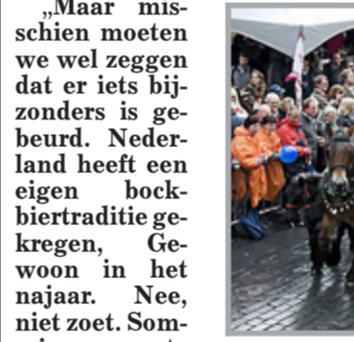 „Maar mis-
schien moeten
we wel zeggen
dat er iets bij-
zonders is ge-
beurd. Neder-
land heeft een
eigen bock-
biertraditie ge-
kregen, Ge-
woon in het
najaar. Nee,
niet zoet. Som-